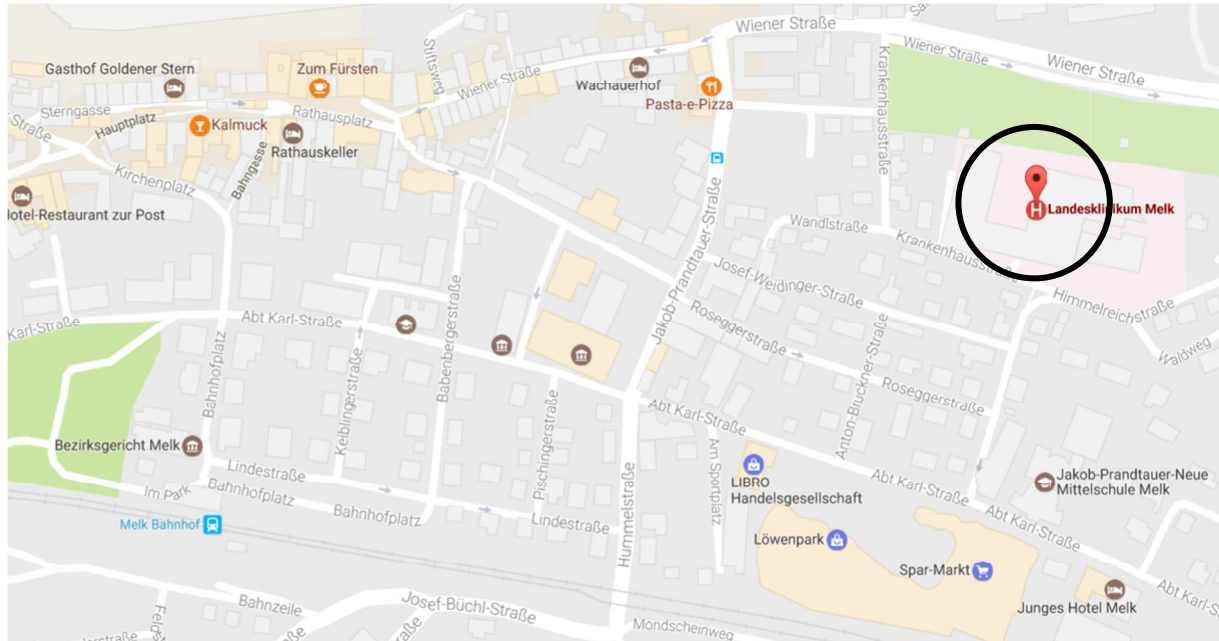 Wiener Straße
Wiener Straße
Wiener Straße
Wiener Straße
Stiftsweg
Gasthof Goldener Stern
Zum Fürsten
Wachauerhof
Pasta-e-Pizza
Krankenhausstraße
Sterngasse
Hauptplatz
Kalmuck
Rathausplatz
Rathauskeller
Bahngasse
Kirchenplatz
Hotel-Restaurant zur Post
Landesklinikum Melk
Wandlstraße
Krankenhausstraße
Himmelreichstraße
Waldweg
Josef-Weidinger-Straße
Jakob-Prandtauer-Straße
Roseggerstraße
Roseggerstraße
Anton-Bruckner-Straße
Karl-Straße
Abt Karl-Straße
Bahnhofplatz
Keiblingerstraße
Babenbergerstraße
Pischingerstraße
Abt Karl-Straße
Am Sportplatz
Bezirksgericht Melk
Lindestraße
Im Park
Bahnhofplatz
Bahnhofplatz
Lindestraße
Melk Bahnhof
Hummelstraße
LIBRO
Handelsgesellschaft
Abt Karl-Straße
Jakob-Prandtauer-Neue
Mittelschule Melk
Abt Karl-Straße
Löwenpark
Spar-Markt
Junges Hotel Melk
Abt Ka
Bahnzeile
Josef-Büchl-Straße
Mondscheinweg